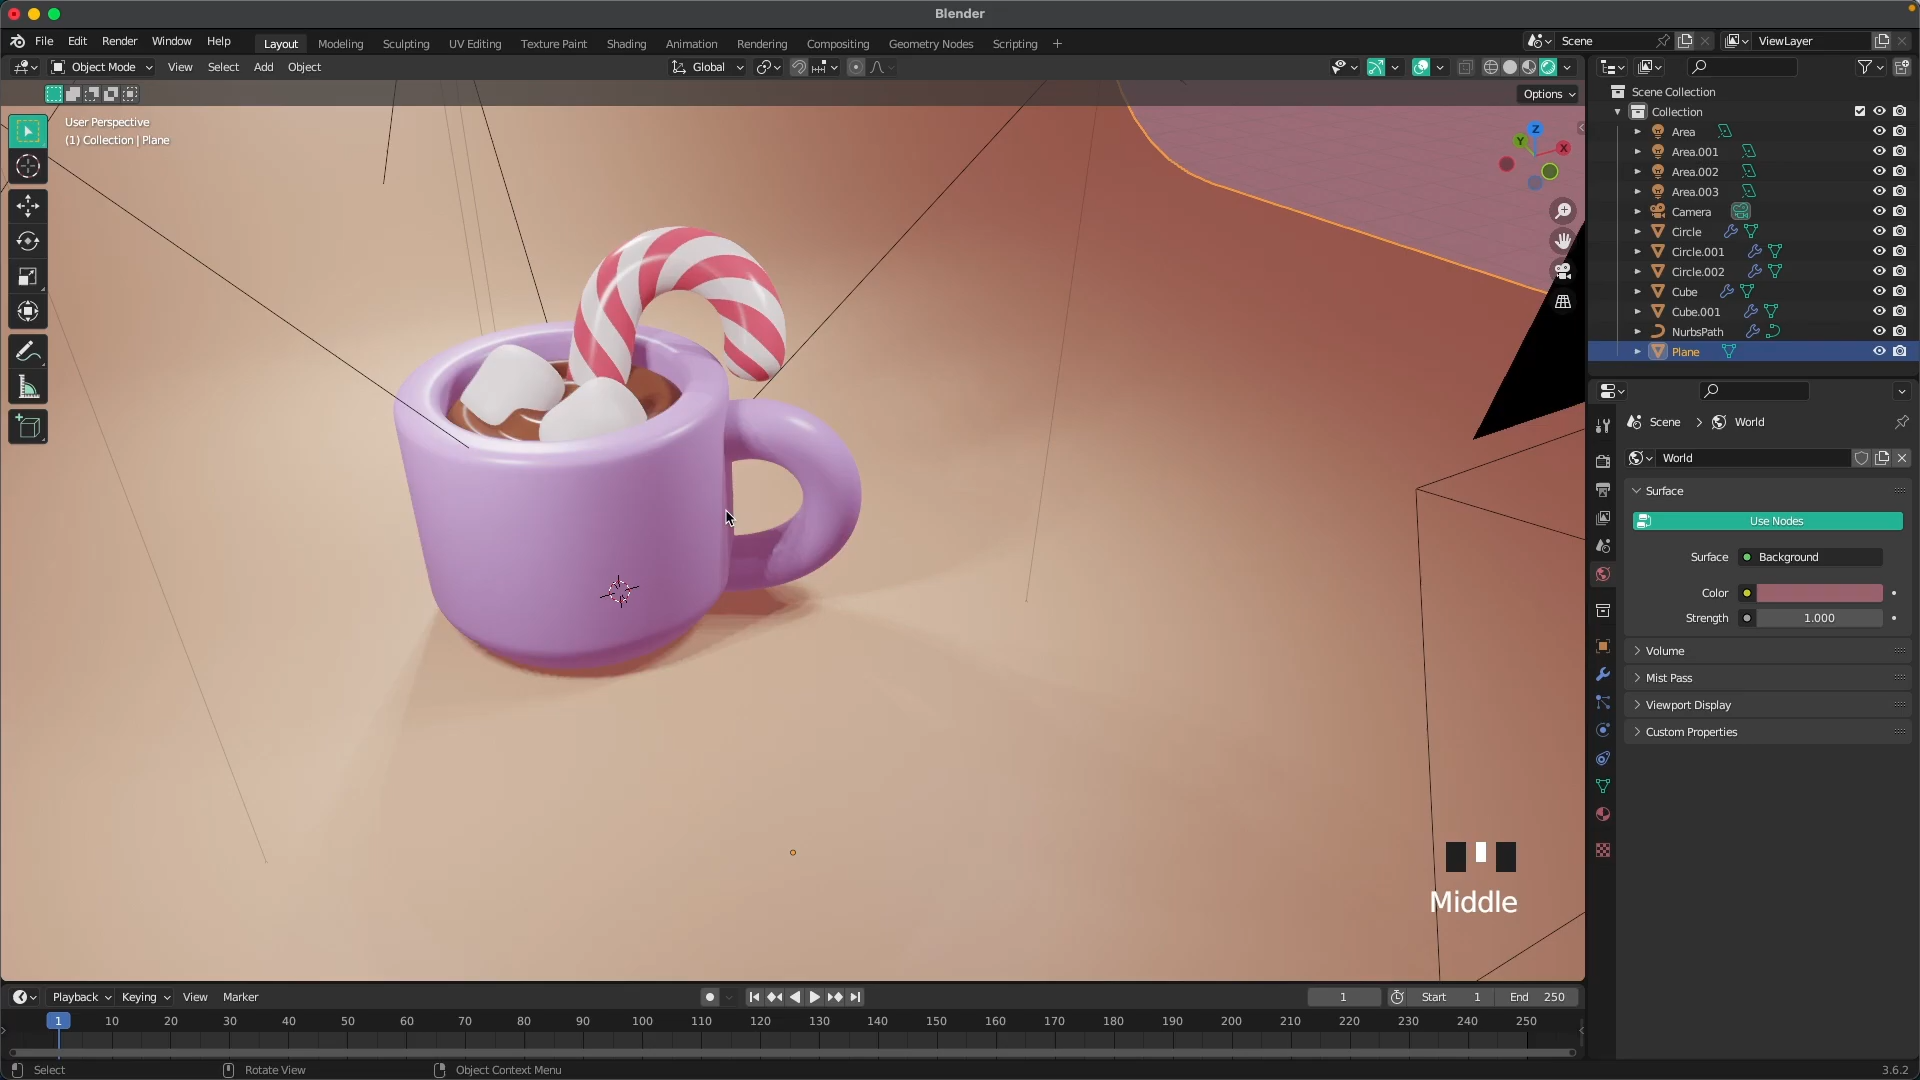 Blender
File Edit Render Window Help Layout Modeling Sculpting UV Editing Texture Paint Shading Animation Rendering Compositing Geometry Nodes Scripting + Scene ViewLayer
Object Mode View Select Add Object Global
Options
User Perspective
(1) Collection | Plane
Z
Y
X
Scene Collection
Collection
Area
Area.001
Area.002
Area.003
Camera
Circle
Circle.001
Circle.002
Cube
Cube.001
NurbsPath
Plane
Scene > World
World
Surface
Use Nodes
Surface Background
Color
Strength 1.000
Volume
Mist Pass
Viewport Display
Custom Properties
Middle
Playback Keying View Marker 1 Start 1 End 250
1 10 20 30 40 50 60 70 80 90 100 110 120 130 140 150 160 170 180 190 200 210 220 230 240 250
Select Rotate View Object Context Menu 3.6.2